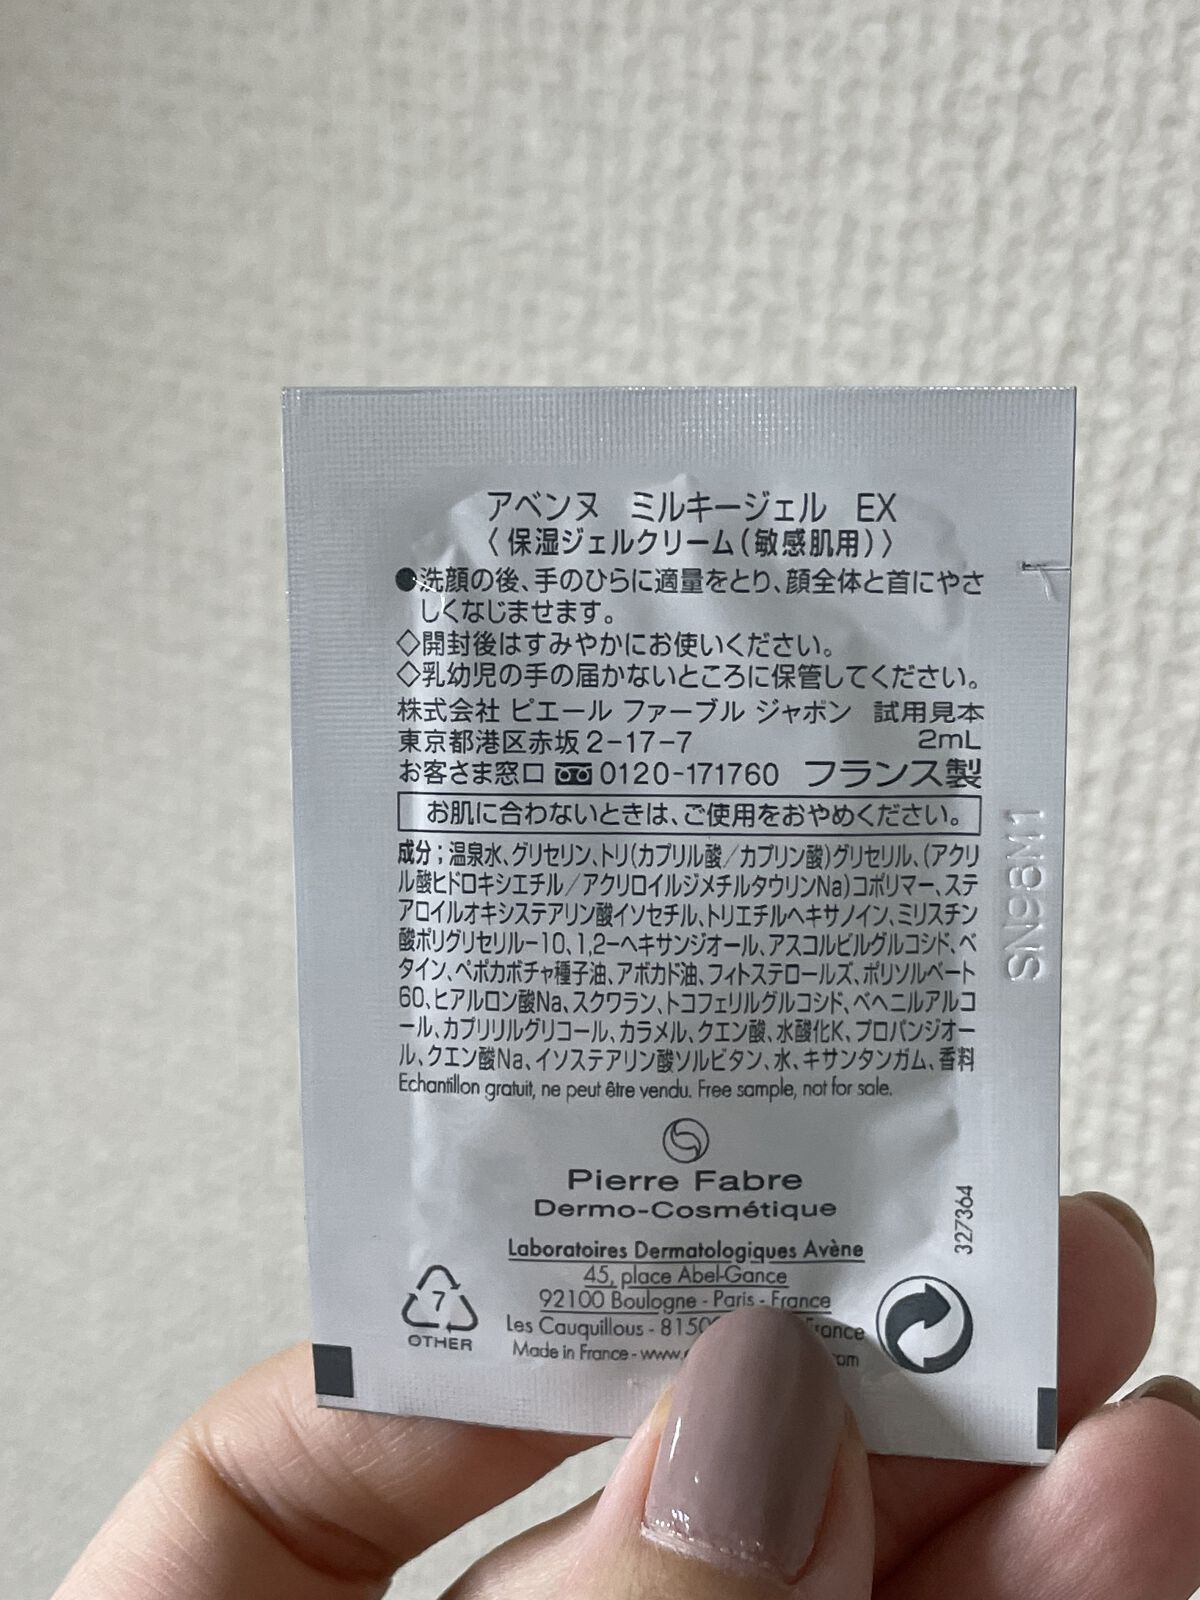 アベンヌ ミルキージェル EX
〈保湿ジェルクリーム(敏感肌用)〉
●洗顔の後、手のひらに適量をとり、顔全体と首にやさ
しくなじませます。
◇開封後はすみやかにお使いください。
◇乳幼児の手の届かないところに保管してください。
株式会社 ピエール ファーブル ジャポン 試用見本
東京都港区赤坂2-17-7 2mL
お客さま窓口 0120-171760 フランス製
お肌に合わないときは、ご使用をおやめください。
成分;温泉水、グリセリン、トリ(カプリル酸/カプリン酸)グリセリル、(アクリ
ル酸ヒドロキシエチル/アクリロイルジメチルタウリンNa)コポリマー、ステ
アロイルオキシステアリン酸イソセチル、トリエチルヘキサノイン、ミリスチン
酸ポリグリセリル-10、1,2-ヘキサンジオール、アスコルビルグルコシド、ベ
タイン、ペポカボチャ種子油、アボカド油、フィトステロールズ、ポリソルベート
60、ヒアルロン酸Na、スクワラン、トコフェリルグルコシド、ベヘニルアルコ
ール、カプリリルグリコール、カラメル、クエン酸、水酸化K、プロパンジオー
ル、クエン酸Na、イソステアリン酸ソルビタン、水、キサンタンガム、香料
Echantillon gratuit, ne peut être vendu. Free sample, not for sale.
Pierre Fabre
Dermo-Cosmétique
Laboratoires Dermatologiques Avène
45, place Abel-Gance
92100 Boulogne - Paris - France
Les Cauquillous - 8150 France
Made in France - www. com
7
OTHER
327364
SN98M1